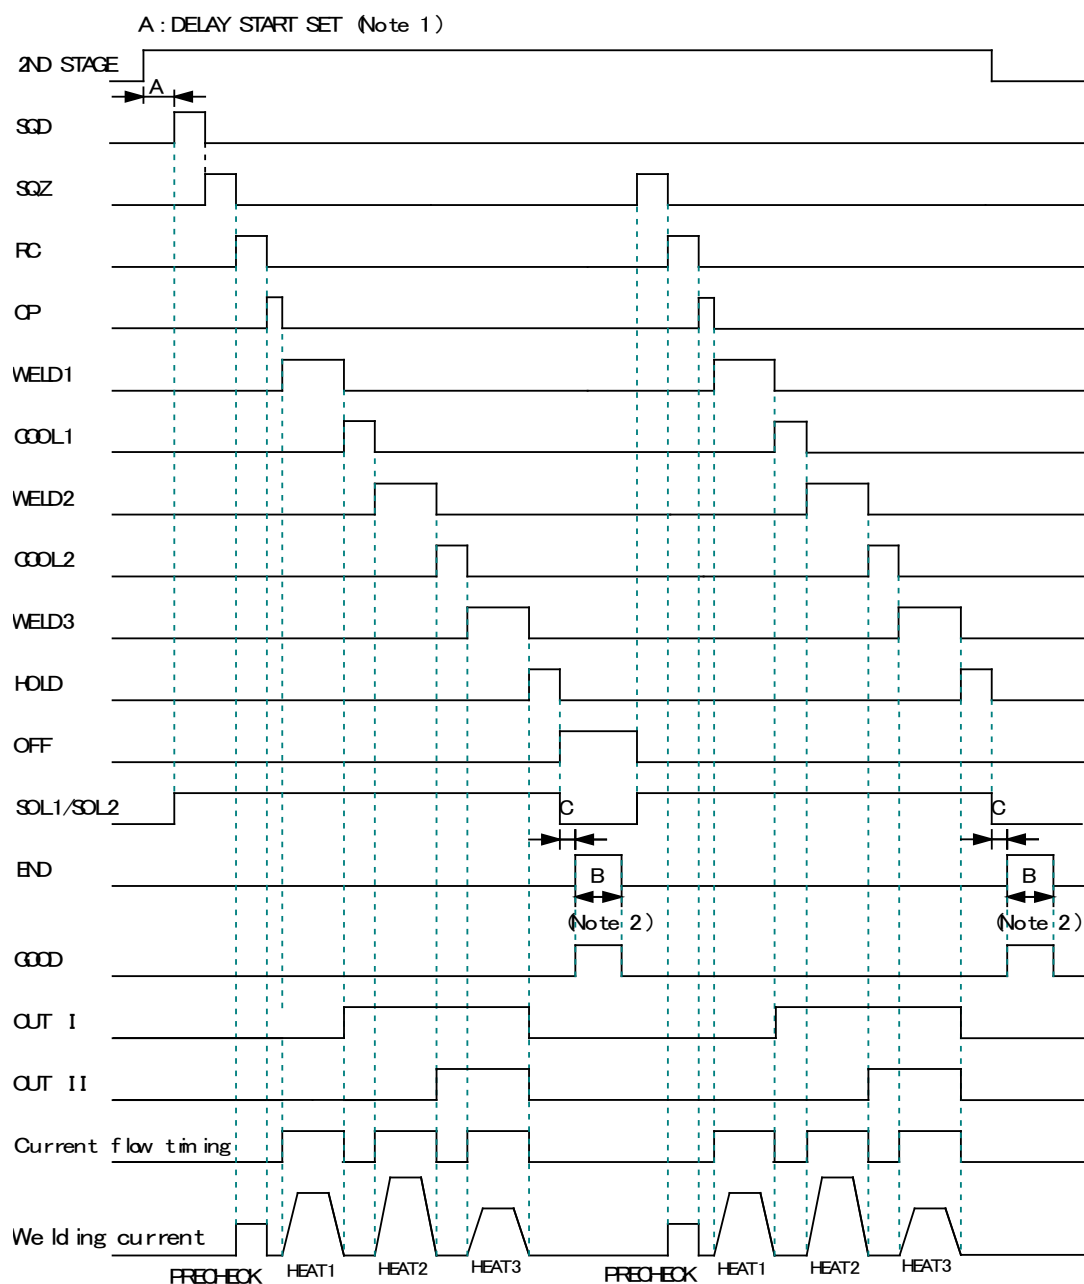 A : DELAY START SET (Note 1)
2ND STAGE
A
SQD
SQZ
RC
CP
WELD1
COOL1
WELD2
COOL2
WELD3
HOLD
OFF
SOL1/SOL2
C
C
END
B
B
(Note 2)
(Note 2)
GOOD
OUT I
OUT II
Current flow timing
Welding current
PRECHECK
HEAT1
HEAT2
HEAT3
PRECHECK
HEAT1
HEAT2
HEAT3